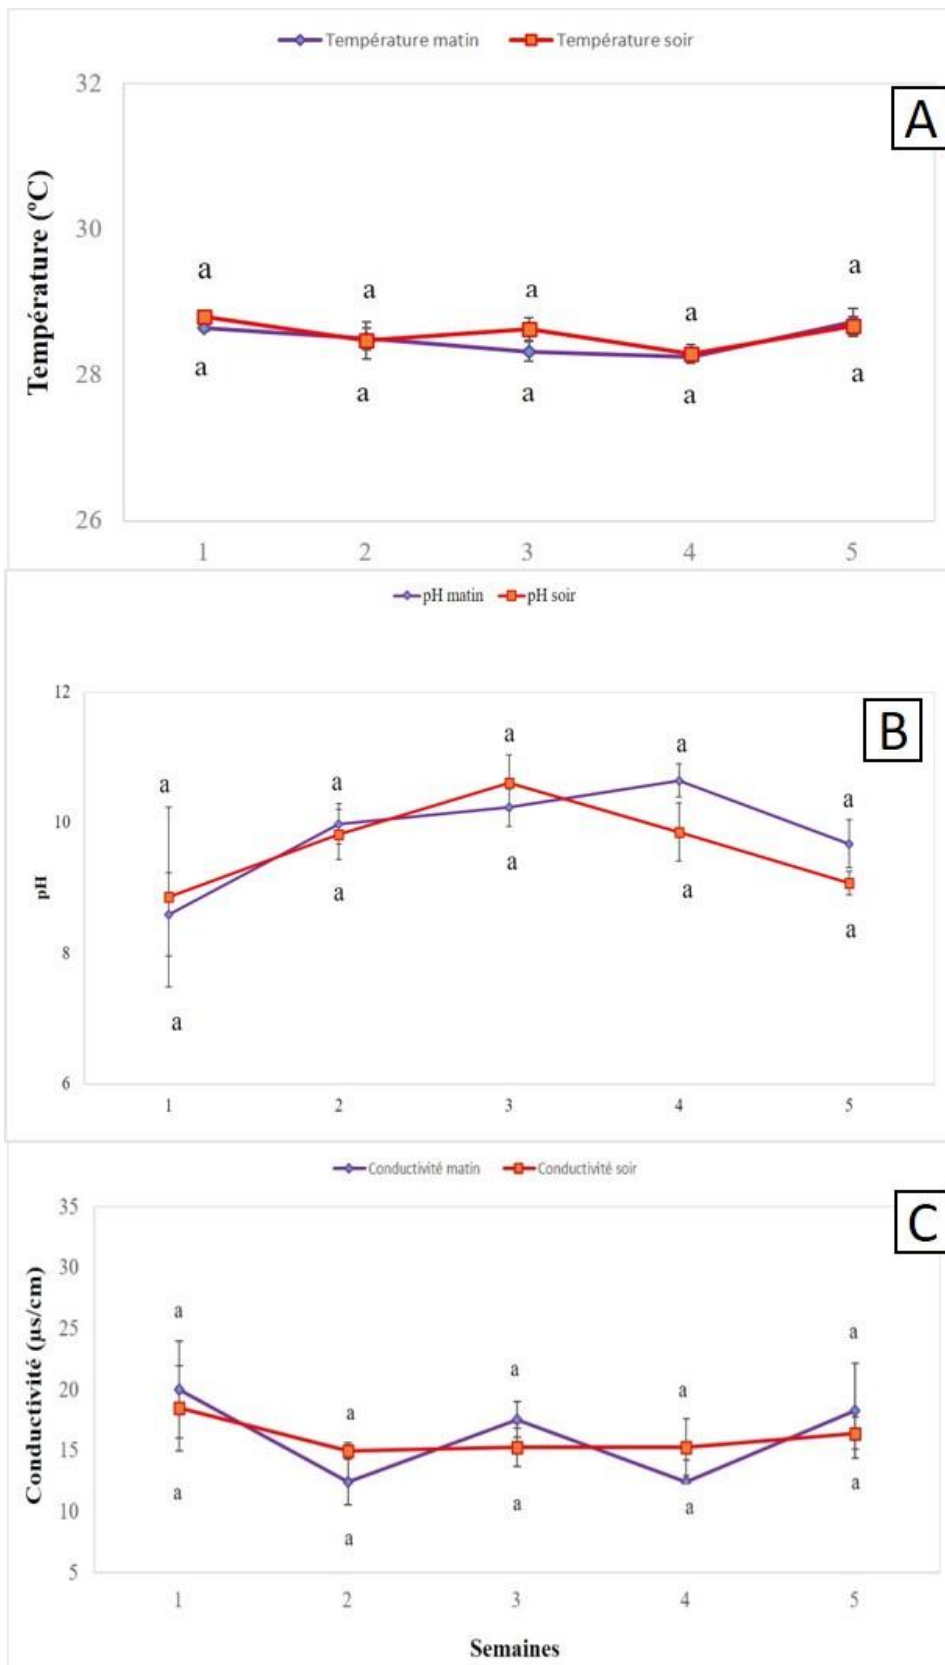 Température matin Température soir
A
Température (ºC)
32
30
28
26
a a a a a
a a a a a
1 2 3 4 5
pH matin pH soir
B
pH
12
10
8
6
a a a a a
a a a a a
1 2 3 4 5
Conductivité matin Conductivité soir
C
Conductivité (µs/cm)
35
30
25
20
15
10
5
a a a a a
a a a a a
1 2 3 4 5
Semaines